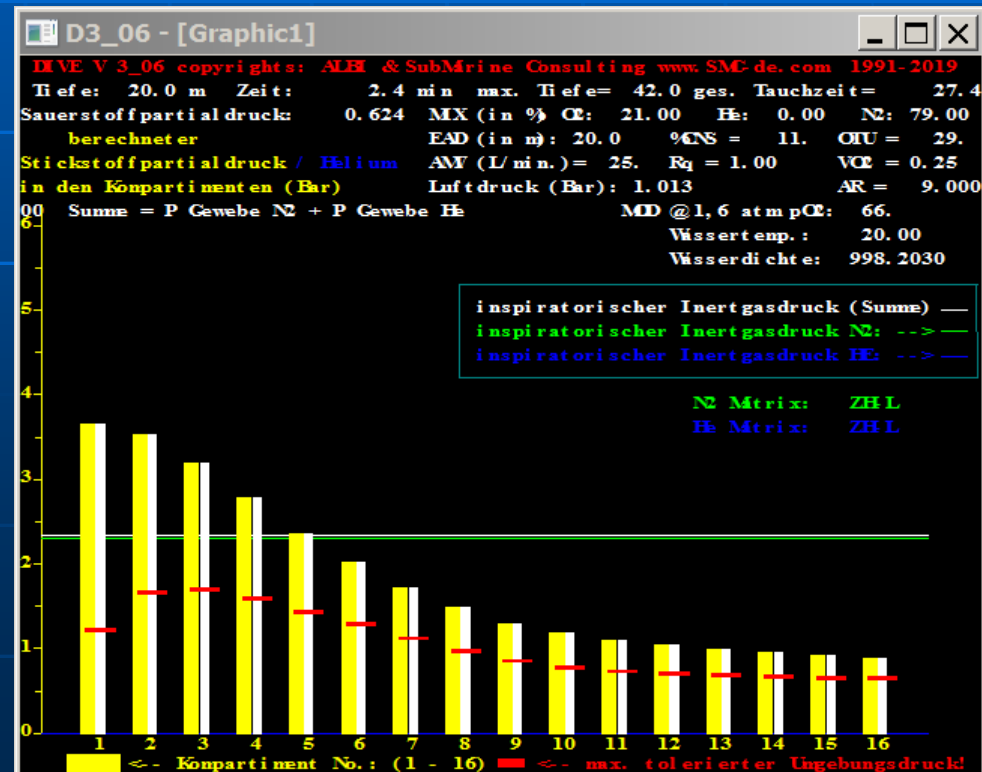 D3_06 - [Graphic1]
DIVE V 3_06 copyrights: ALBI & SubMarine Consulting www.SMC-de.com 1991-2019
Tiefe: 20.0 m Zeit: 2.4 min max. Tiefe= 42.0 ges. Tauchzeit= 27.4
Sauerstoffpartialdruck: 0.624 MIX (in %) O2: 21.00 He: 0.00 N2: 79.00
berechneter EAD (in m): 20.0 %CNS = 11. OTU = 29.
Stickstoffpartialdruck / Helium AMV (L/min.)= 25. Rq = 1.00 VO2 = 0.25
in den Kompartimenten (Bar) Luftdruck (Bar): 1.013 AR = 9.000
00 Summe = P Gewebe N2 + P Gewebe He MOD @ 1,6 atm pO2: 66.
6
Wassertemp.: 20.00
Wasserdichte: 998.2030
5
inspiratorischer Inertgasdruck (Summe) —
inspiratorischer Inertgasdruck N2: --> —
inspiratorischer Inertgasdruck HE: --> —
4
N2 Matrix: ZH-L
He Matrix: ZH-L
3
2
1
0
1 2 3 4 5 6 7 8 9 10 11 12 13 14 15 16
<-- Kompartiment No.: (1 - 16) <-- max. tolerierter Umgebungsdruck!